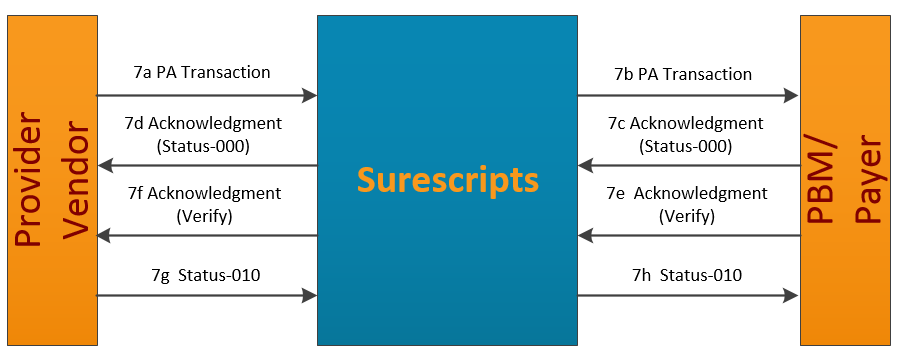 Provider
Vendor
7a PA Transaction
7d Acknowledgment
(Status-000)
7f Acknowledgment
(Verify)
7g  Status-010
Surescripts
7b PA Transaction
7c Acknowledgment
(Status-000)
7e  Acknowledgment
(Verify)
7h  Status-010
PBM/
Payer